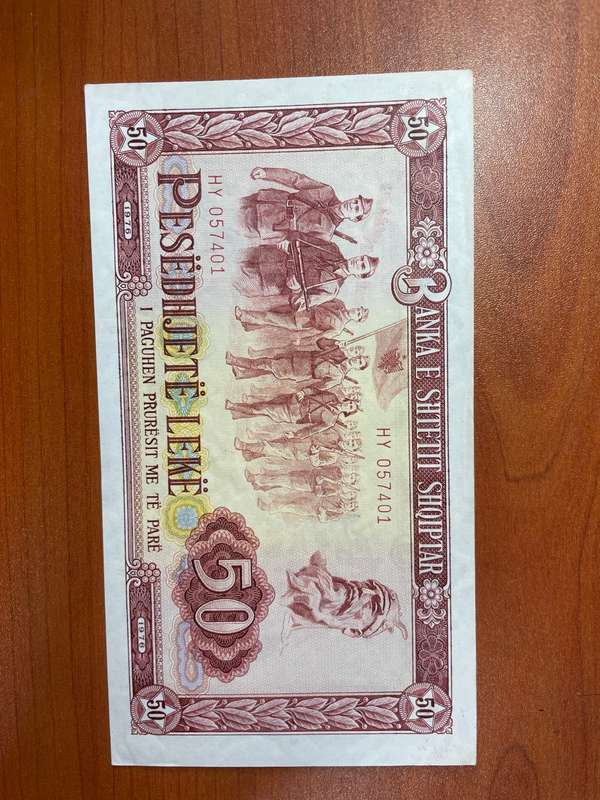 50
50
BANKA E SHTETIT SHQIPTAR
HY 057401
HY 057401
50
PESËDHJETË LEKË
I PAGUHEN PRURËSIT ME TË PARË
1976
1976
50
50